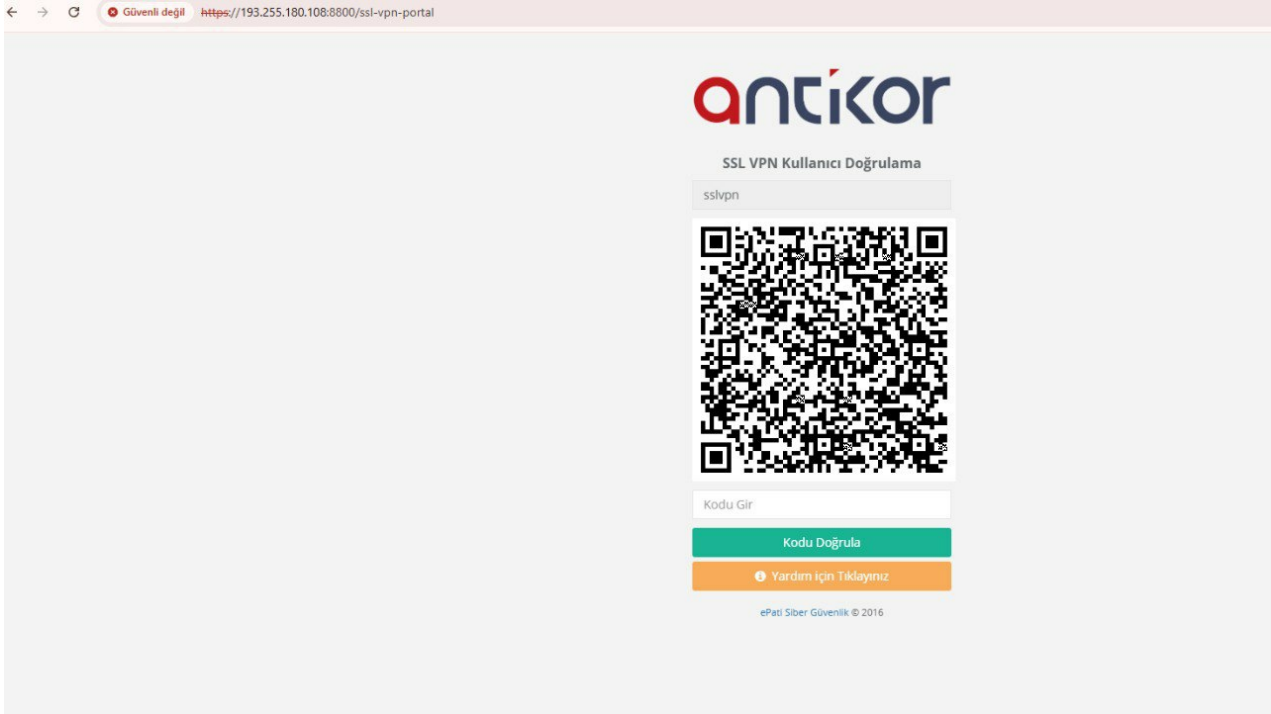 Güvenli değil https://193.255.180.108:8800/ssl-vpn-portal
antikor
SSL VPN Kullanıcı Doğrulama
sslvpn
Kodu Gir
Kodu Doğrula
Yardım için Tıklayınız
ePati Siber Güvenlik © 2016